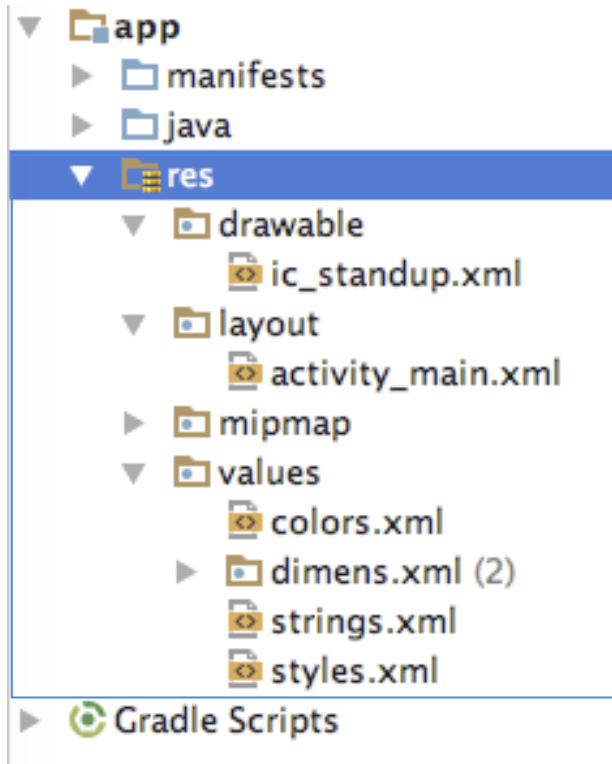 app
manifests
java
res
drawable
ic_standup.xml
layout
activity_main.xml
mipmap
values
colors.xml
dimens.xml (2)
strings.xml
styles.xml
Gradle Scripts